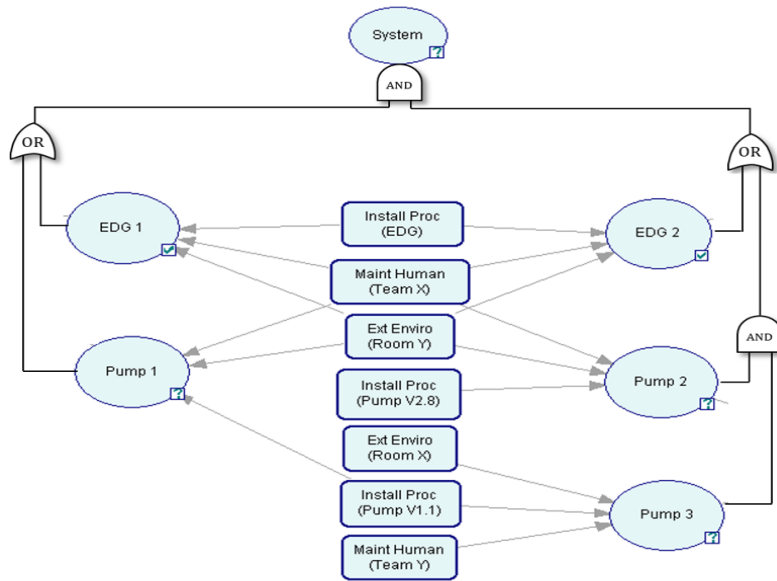 System
?
AND
OR
OR
EDG 1
Install Proc
(EDG)
EDG 2
Maint Human
(Team X)
Ext Enviro
(Room Y)
AND
Pump 1
?
Install Proc
(Pump V2.8)
Pump 2
?
Ext Enviro
(Room X)
Install Proc
(Pump V1.1)
Pump 3
?
Maint Human
(Team Y)